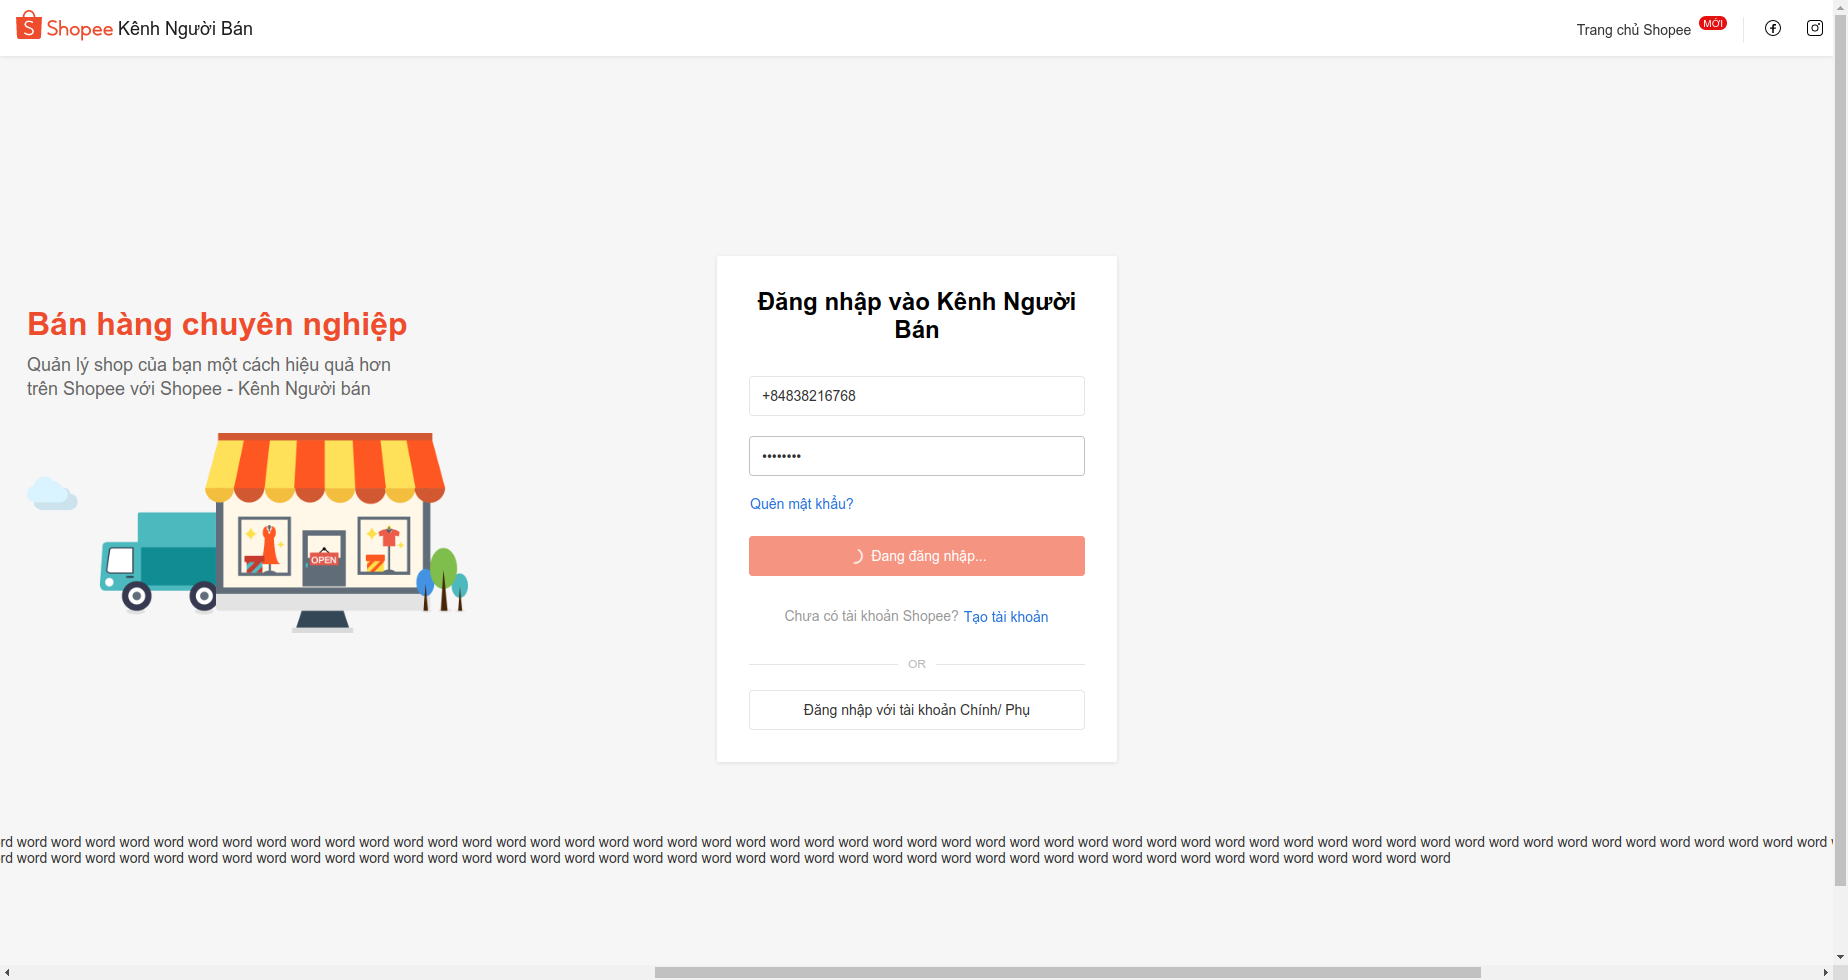 Shopee Kênh Người Bán
Trang chủ Shopee MỚI
Bán hàng chuyên nghiệp
Quản lý shop của bạn một cách hiệu quả hơn
trên Shopee với Shopee - Kênh Người bán
OPEN
Đăng nhập vào Kênh Người
Bán
+84838216768
••••••••
Quên mật khẩu?
Đang đăng nhập...
Chưa có tài khoản Shopee? Tạo tài khoản
OR
Đăng nhập với tài khoản Chính/ Phụ
rd word word word word word word word word word word word word word word word word word word word word word word word word word word word word word word word word word word word word word word word word word word word word word word word word word word word word word
rd word word word word word word word word word word word word word word word word word word word word word word word word word word word word word word word word word word word word word word word word word